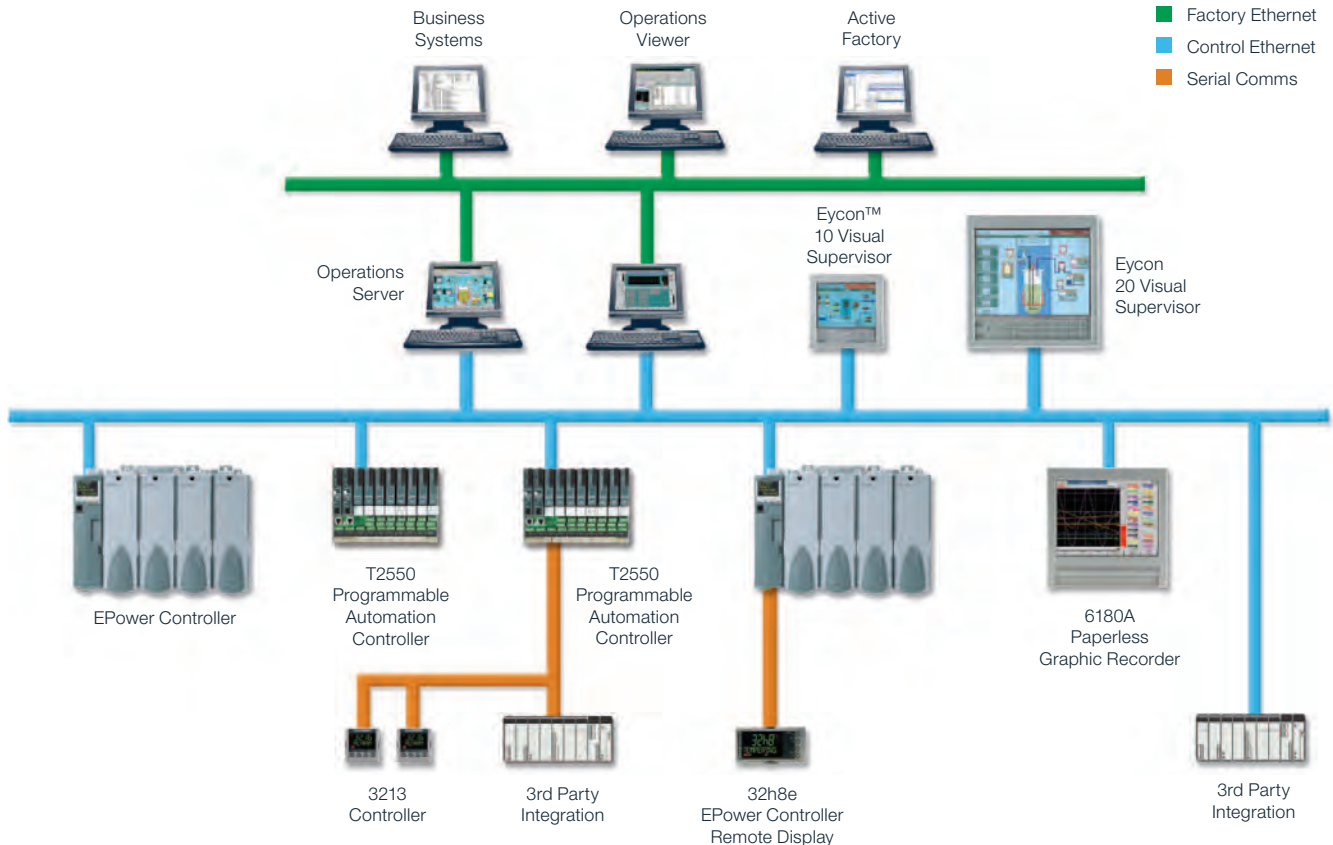 Business
Systems
Operations
Viewer
Active
Factory
Factory Ethernet
Control Ethernet
Serial Comms
Operations
Server
Eycon™
10 Visual
Supervisor
Eycon
20 Visual
Supervisor
EPower Controller
T2550
Programmable
Automation
Controller
T2550
Programmable
Automation
Controller
6180A
Paperless
Graphic Recorder
3213
Controller
3rd Party
Integration
32h8
32h8e
EPower Controller
Remote Display
3rd Party
Integration